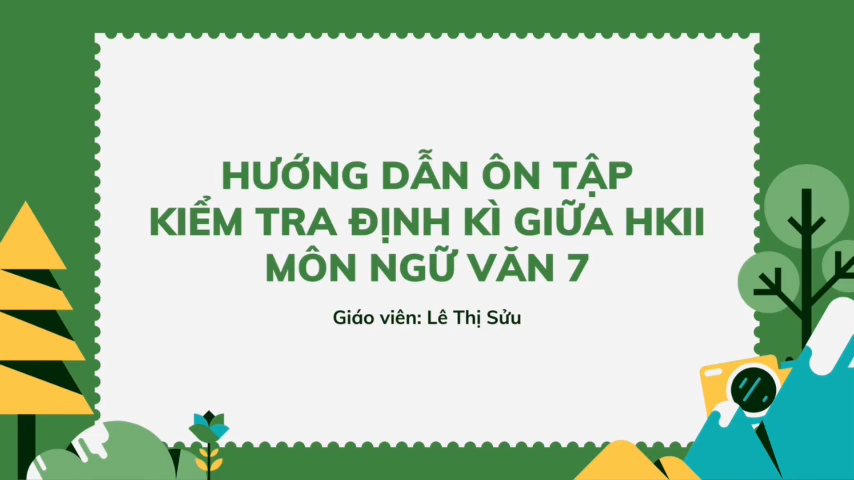 HƯỚNG DẪN ÔN TẬP
KIỂM TRA ĐỊNH KÌ GIỮA HKII
MÔN NGỮ VĂN 7
Giáo viên: Lê Thị Sửu